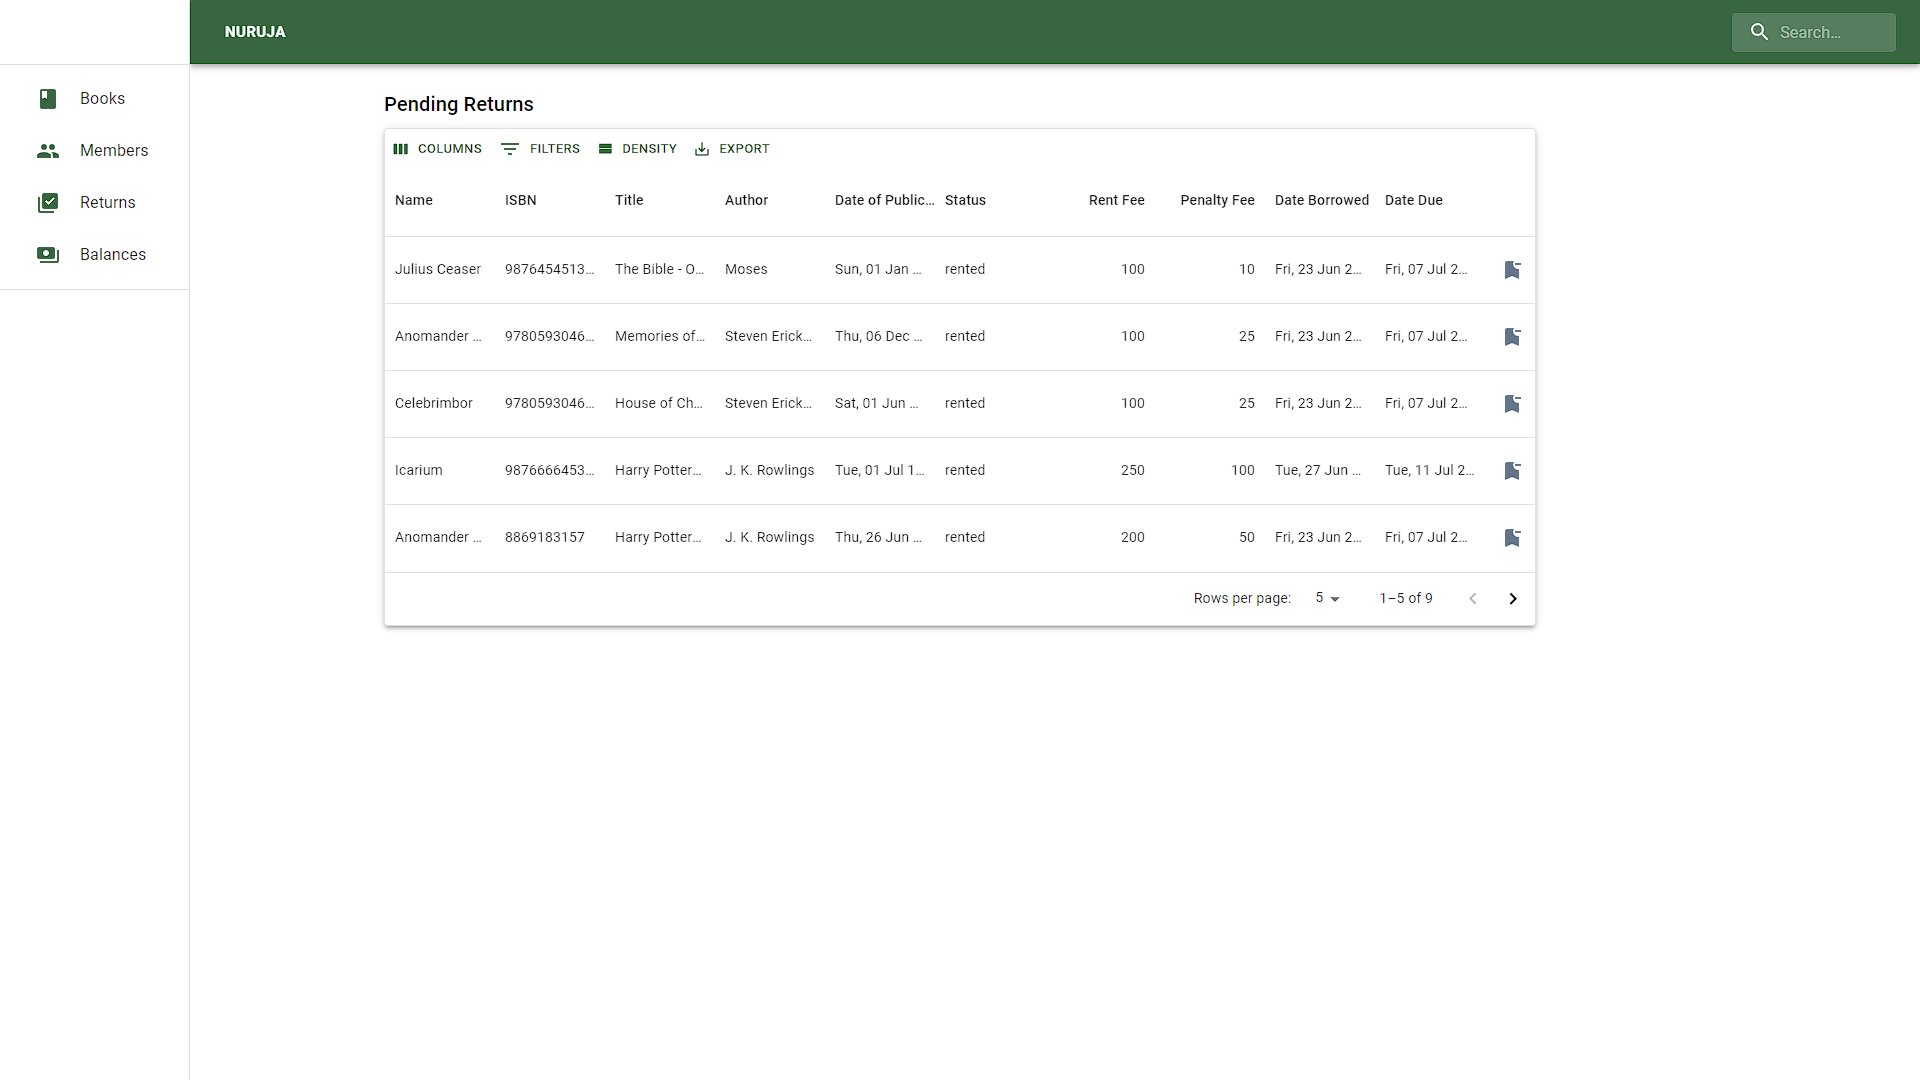 NURUJA
Search...
Books
Members
Returns
Balances
Pending Returns
COLUMNS FILTERS DENSITY EXPORT
Name ISBN Title Author Date of Public... Status Rent Fee Penalty Fee Date Borrowed Date Due
Julius Ceaser 9876454513... The Bible - O... Moses Sun, 01 Jan ... rented 100 10 Fri, 23 Jun 2... Fri, 07 Jul 2...
Anomander ... 9780593046... Memories of... Steven Erick... Thu, 06 Dec ... rented 100 25 Fri, 23 Jun 2... Fri, 07 Jul 2...
Celebrimbor 9780593046... House of Ch... Steven Erick... Sat, 01 Jun ... rented 100 25 Fri, 23 Jun 2... Fri, 07 Jul 2...
Icarium 9876666453... Harry Potter... J. K. Rowlings Tue, 01 Jul 1... rented 250 100 Tue, 27 Jun ... Tue, 11 Jul 2...
Anomander ... 8869183157 Harry Potter... J. K. Rowlings Thu, 26 Jun ... rented 200 50 Fri, 23 Jun 2... Fri, 07 Jul 2...
Rows per page: 5 1–5 of 9